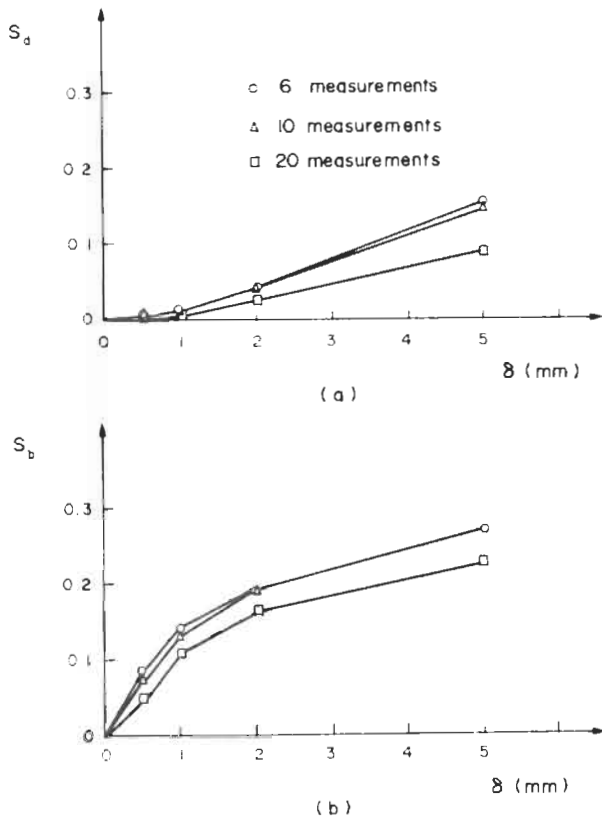 S_d
0.3
○ 6 measurements
△ 10 measurements
0.2
□ 20 measurements
0.1
0
0 1 2 3 4 5
δ (mm)
(a)
S_b
0.3
0.2
0.1
0
0 1 2 3 4 5
δ (mm)
(b)